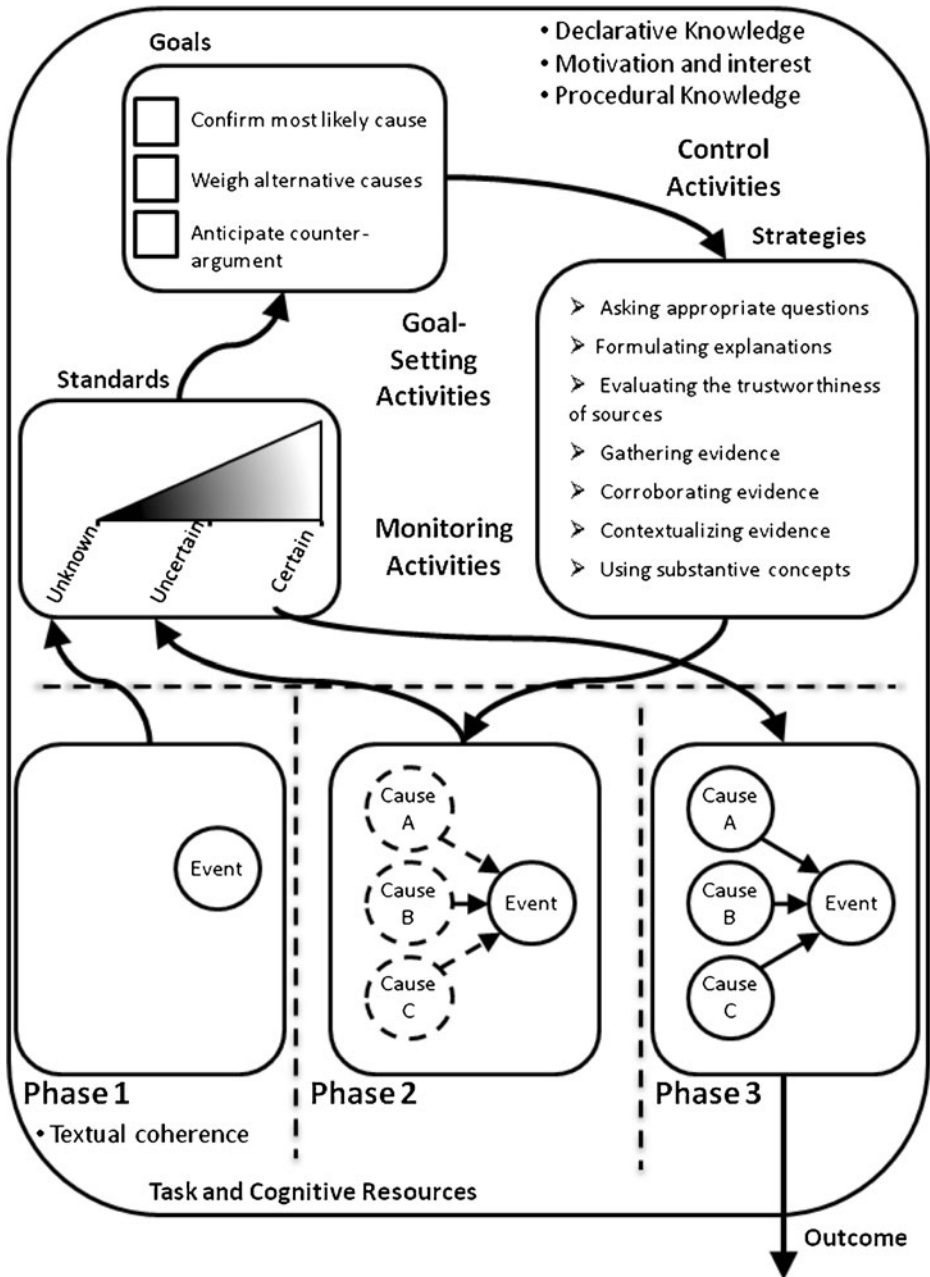 Goals
• Declarative Knowledge
• Motivation and interest
• Procedural Knowledge
Confirm most likely cause
Weigh alternative causes
Anticipate counter-
argument
Control
Activities
Strategies
➢ Asking appropriate questions
➢ Formulating explanations
➢ Evaluating the trustworthiness
of sources
➢ Gathering evidence
➢ Corroborating evidence
➢ Contextualizing evidence
➢ Using substantive concepts
Goal-
Setting
Activities
Standards
Unknown
Uncertain
Certain
Monitoring
Activities
Event
Cause
A
Cause
B
Cause
C
Event
Cause
A
Cause
B
Cause
C
Event
Phase 1
Phase 2
Phase 3
• Textual coherence
Task and Cognitive Resources
Outcome